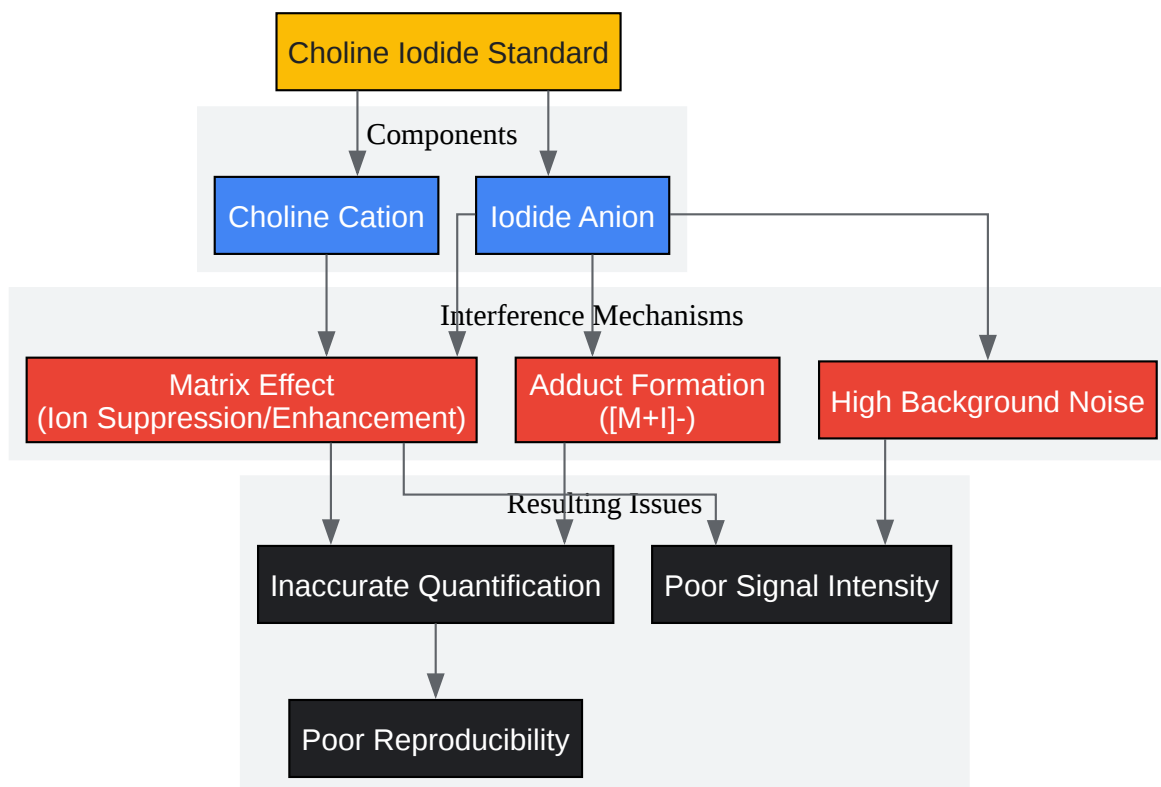 Choline Iodide Standard
Components
Choline Cation
Iodide Anion
Interference Mechanisms
Matrix Effect
(Ion Suppression/Enhancement)
Adduct Formation
([M+I]-)
High Background Noise
Resulting Issues
Inaccurate Quantification
Poor Signal Intensity
Poor Reproducibility